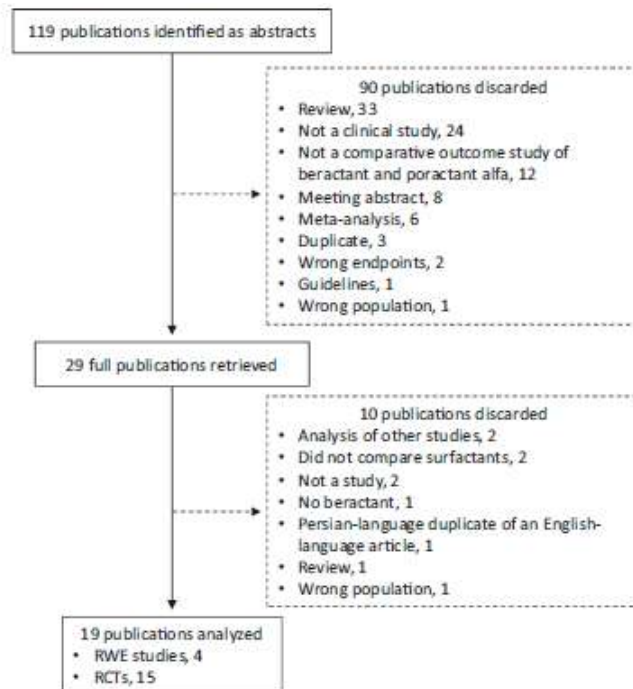 119 publications identified as abstracts
90 publications discarded
• Review, 33
• Not a clinical study, 24
• Not a comparative outcome study of
beractant and poractant alfa, 12
• Meeting abstract, 8
• Meta-analysis, 6
• Duplicate, 3
• Wrong endpoints, 2
• Guidelines, 1
• Wrong population, 1
29 full publications retrieved
10 publications discarded
• Analysis of other studies, 2
• Did not compare surfactants, 2
• Not a study, 2
• No beractant, 1
• Persian-language duplicate of an English-
language article, 1
• Review, 1
• Wrong population, 1
19 publications analyzed
• RWE studies, 4
• RCTs, 15